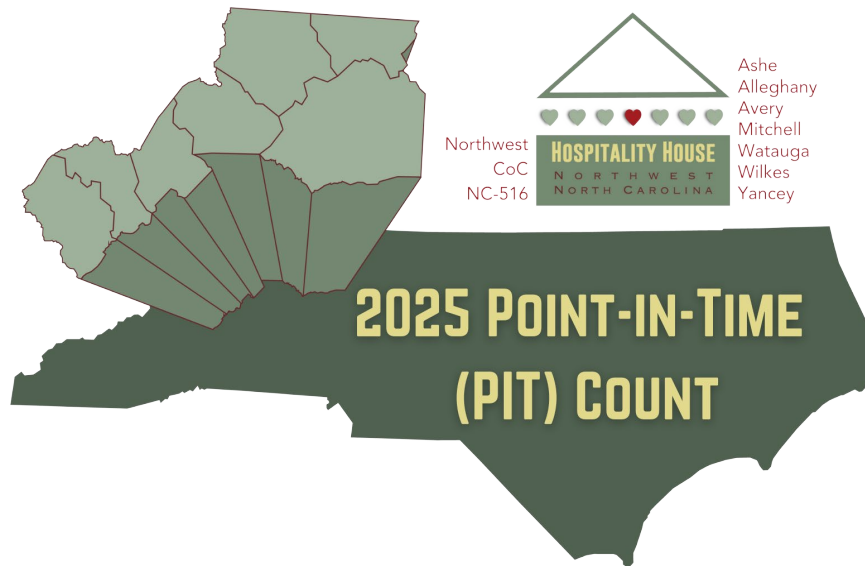 Northwest
CoC
NC-516
HOSPITALITY HOUSE
NORTHWEST
NORTH CAROLINA
Ashe
Alleghany
Avery
Mitchell
Watauga
Wilkes
Yancey
2025 POINT-IN-TIME
(PIT) COUNT